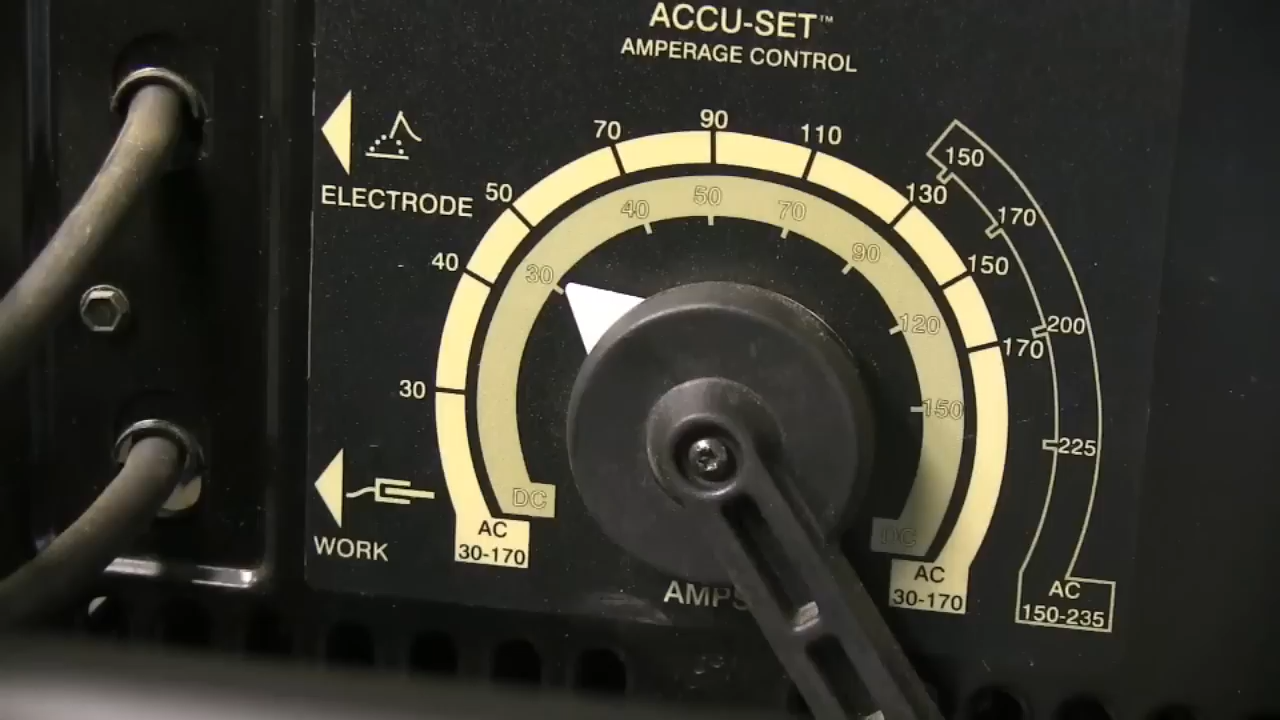 ACCU-SET™
AMPERAGE CONTROL
ELECTRODE
WORK
30
40
50
70
90
110
130
150
170
AC
30-170
AC
30-170
DC
30
40
50
70
90
120
150
DC
150
170
200
225
AC
150-235
AMPS